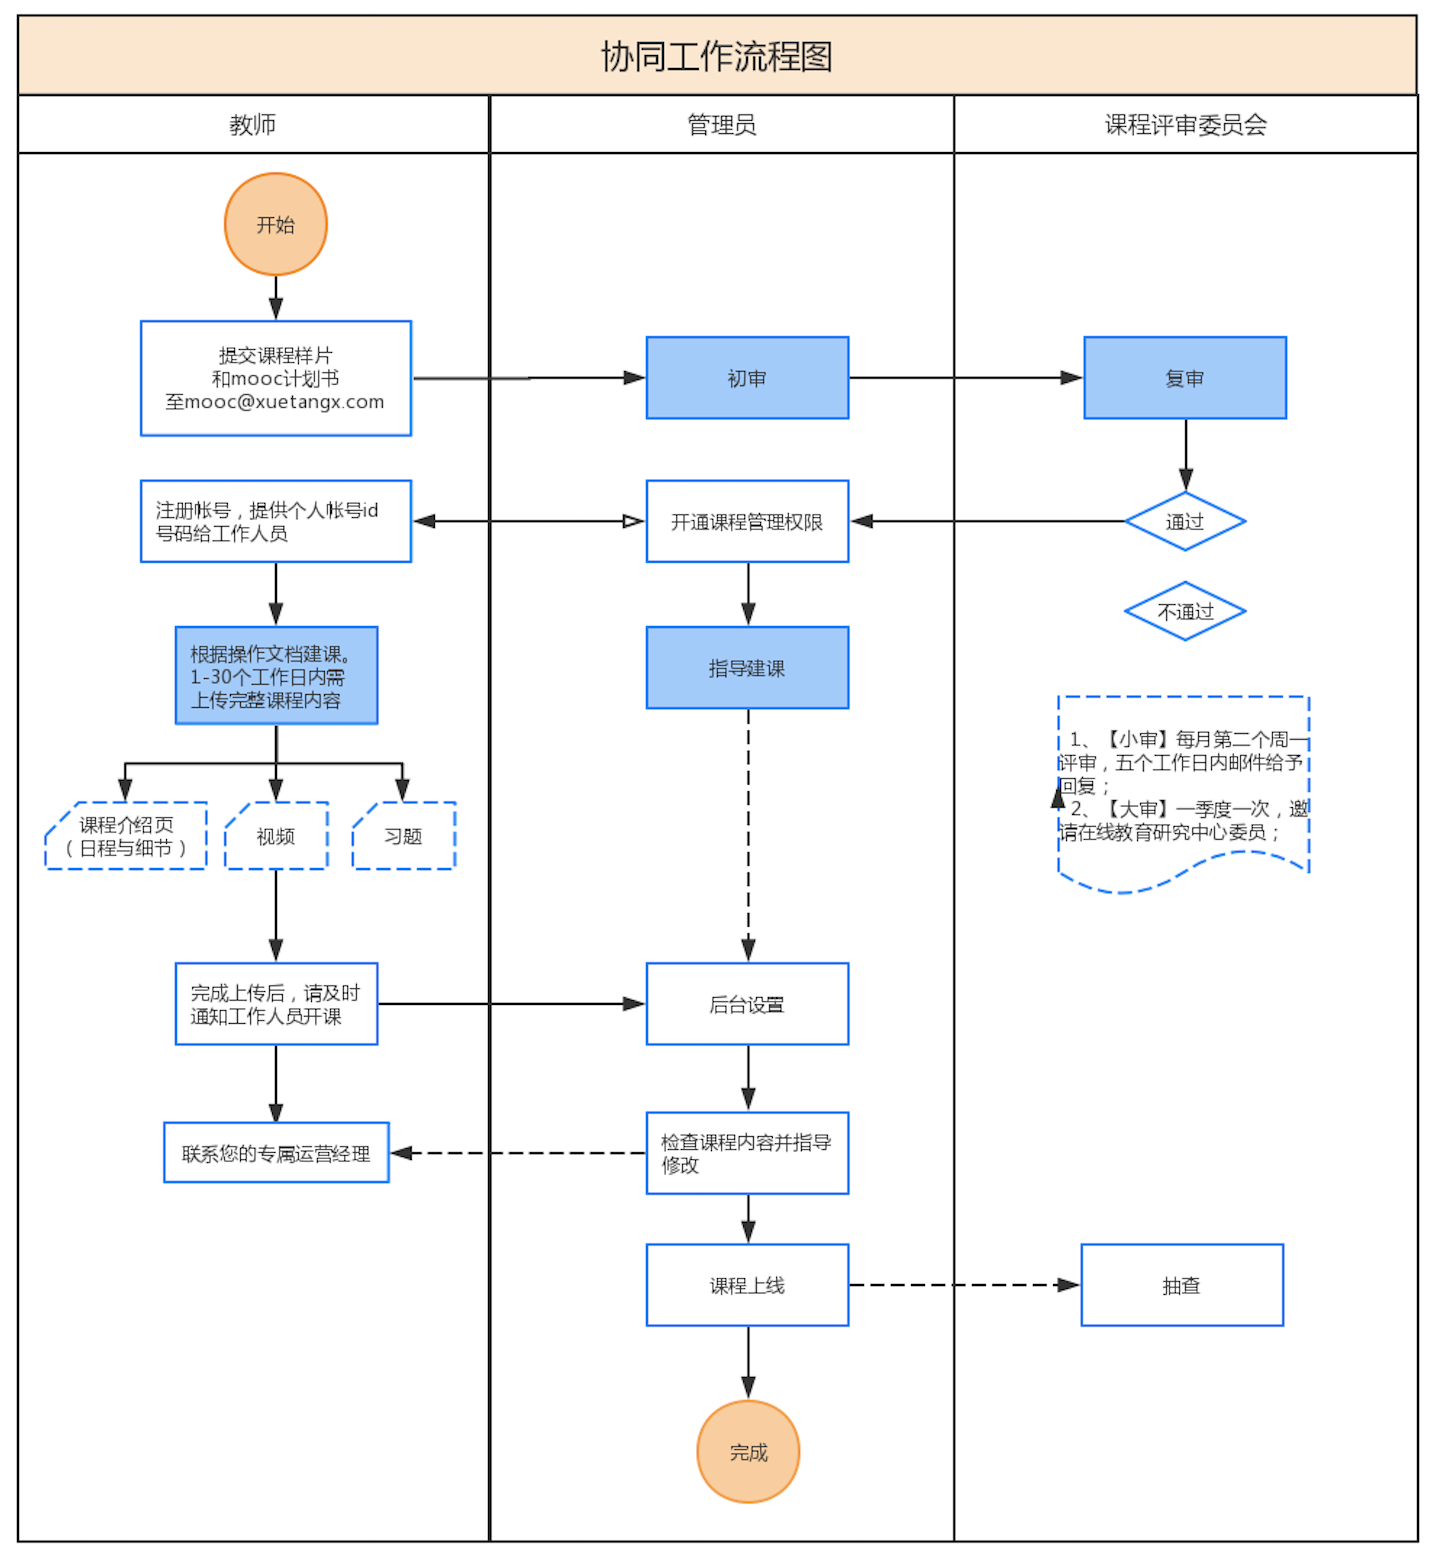 协同工作流程图
教师
管理员
课程评审委员会
开始
提交课程样片
和mooc计划书
至mooc@xuetangx.com
初审
复审
注册帐号，提供个人帐号id
号码给工作人员
开通课程管理权限
通过
不通过
根据操作文档建课。
1-30个工作日内需
上传完整课程内容
指导建课
1、【小审】每月第二个周一
评审，五个工作日内邮件给予
回复；
2、【大审】一季度一次，邀
请在线教育研究中心委员；
课程介绍页
（日程与细节）
视频
习题
完成上传后，请及时
通知工作人员开课
后台设置
联系您的专属运营经理
检查课程内容并指导
修改
课程上线
抽查
完成